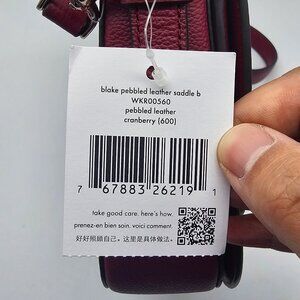 blake pebbled leather saddle b
WKR00560
pebbled leather
cranberry (600)
7 67883 26219 1
take good care. here's how.
prenez-en bien soin. voici comment.
好好照顾自己。这里是具体做法。